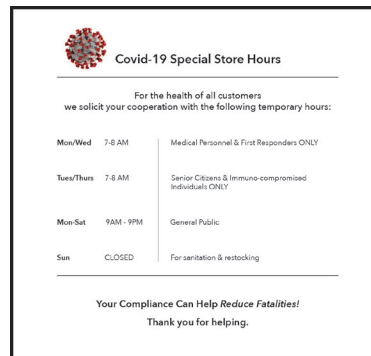 Covid-19 Special Store Hours
For the health of all customers
we solicit your cooperation with the following temporary hours:
Mon/Wed 7-8 AM Medical Personnel & First Responders ONLY
Tues/Thurs 7-8 AM Senior Citizens & Immuno-compromised
Individuals ONLY
Mon-Sat 9AM - 9PM General Public
Sun CLOSED For sanitation & restocking
Your Compliance Can Help Reduce Fatalities!
Thank you for helping.